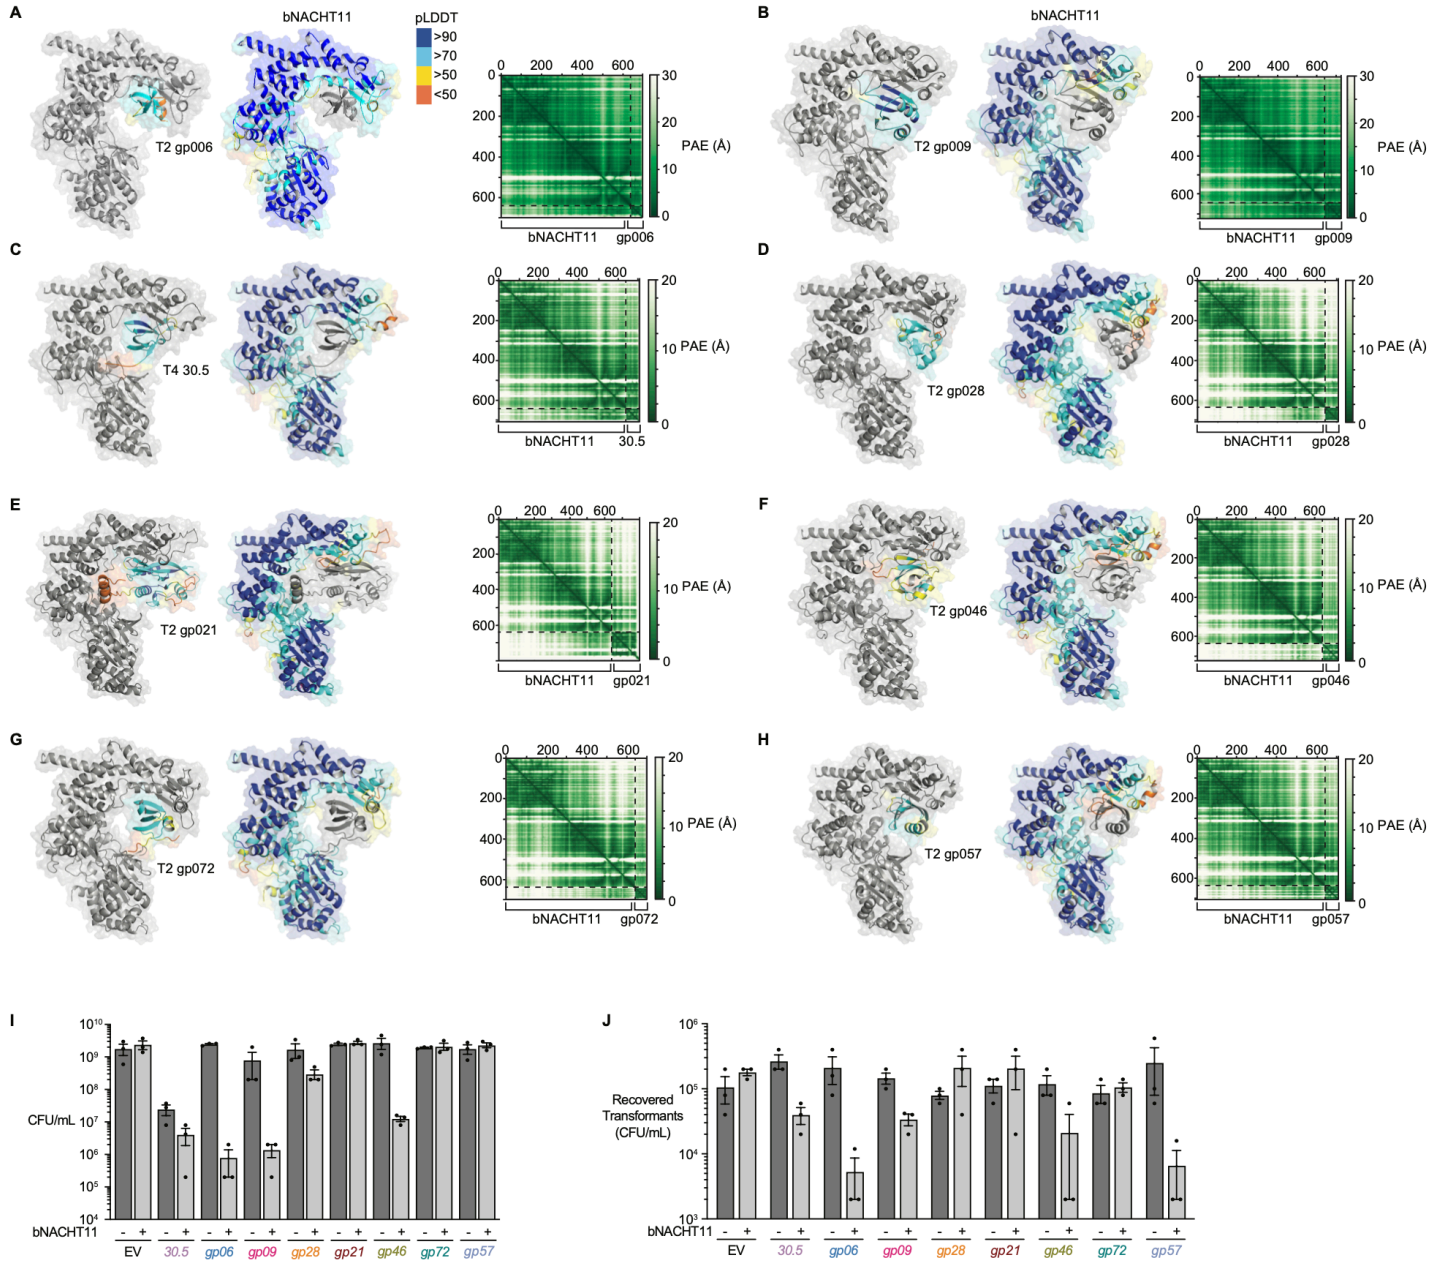 A
bNACHT11
pLDDT
>90
>70
>50
<50
T2 gp006
0 200 400 600
0
200
400
600
30
20
10
0
PAE (Å)
bNACHT11 gp006
B
bNACHT11
T2 gp009
0 200 400 600
0
200
400
600
30
20
10
0
PAE (Å)
bNACHT11 gp009
C
T4 30.5
0 200 400 600
0
200
400
600
20
10
0
PAE (Å)
bNACHT11 30.5
D
T2 gp028
0 200 400 600
0
200
400
600
20
10
0
PAE (Å)
bNACHT11 gp028
E
T2 gp021
0 200 400 600
0
200
400
600
20
10
0
PAE (Å)
bNACHT11 gp021
F
T2 gp046
0 200 400 600
0
200
400
600
20
10
0
PAE (Å)
bNACHT11 gp046
G
T2 gp072
0 200 400 600
0
200
400
600
20
10
0
PAE (Å)
bNACHT11 gp072
H
T2 gp057
0 200 400 600
0
200
400
600
20
10
0
PAE (Å)
bNACHT11 gp057
I
CFU/mL
10¹⁰
10⁹
10⁸
10⁷
10⁶
10⁵
10⁴
bNACHT11 - + - + - + - + - + - + - + - + - +
EV 30.5 gp06 gp09 gp28 gp21 gp46 gp72 gp57
J
Recovered
Transformants
(CFU/mL)
10⁶
10⁵
10⁴
10³
bNACHT11 - + - + - + - + - + - + - + - + - +
EV 30.5 gp06 gp09 gp28 gp21 gp46 gp72 gp57